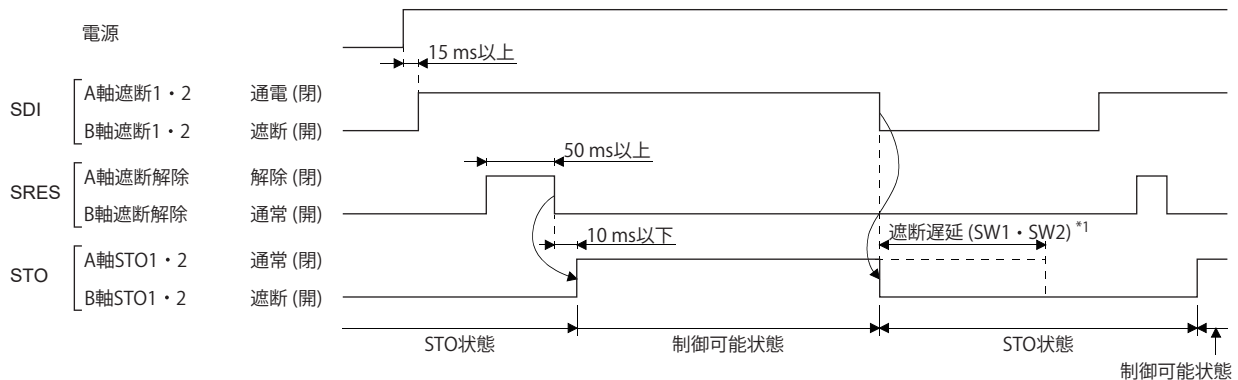 電源
15 ms以上
SDI
A軸遮断1・2 通電 (閉)
B軸遮断1・2 遮断 (開)
50 ms以上
SRES
A軸遮断解除 解除 (閉)
B軸遮断解除 通常 (開)
10 ms以下
遮断遅延 (SW1・SW2) *1
STO
A軸STO1・2 通常 (閉)
B軸STO1・2 遮断 (開)
STO状態 制御可能状態 STO状態
制御可能状態